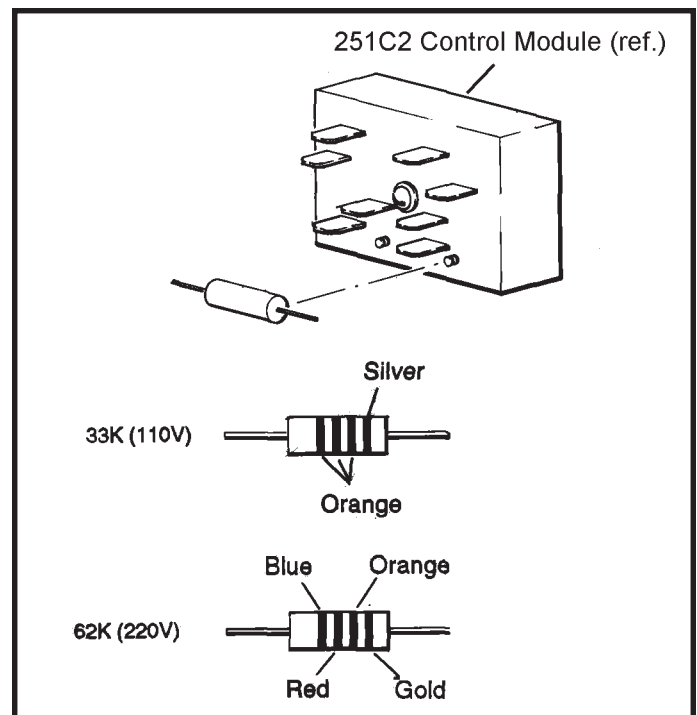 251C2 Control Module (ref.)
Silver
33K (110V)
Orange
Blue Orange
62K (220V)
Red Gold